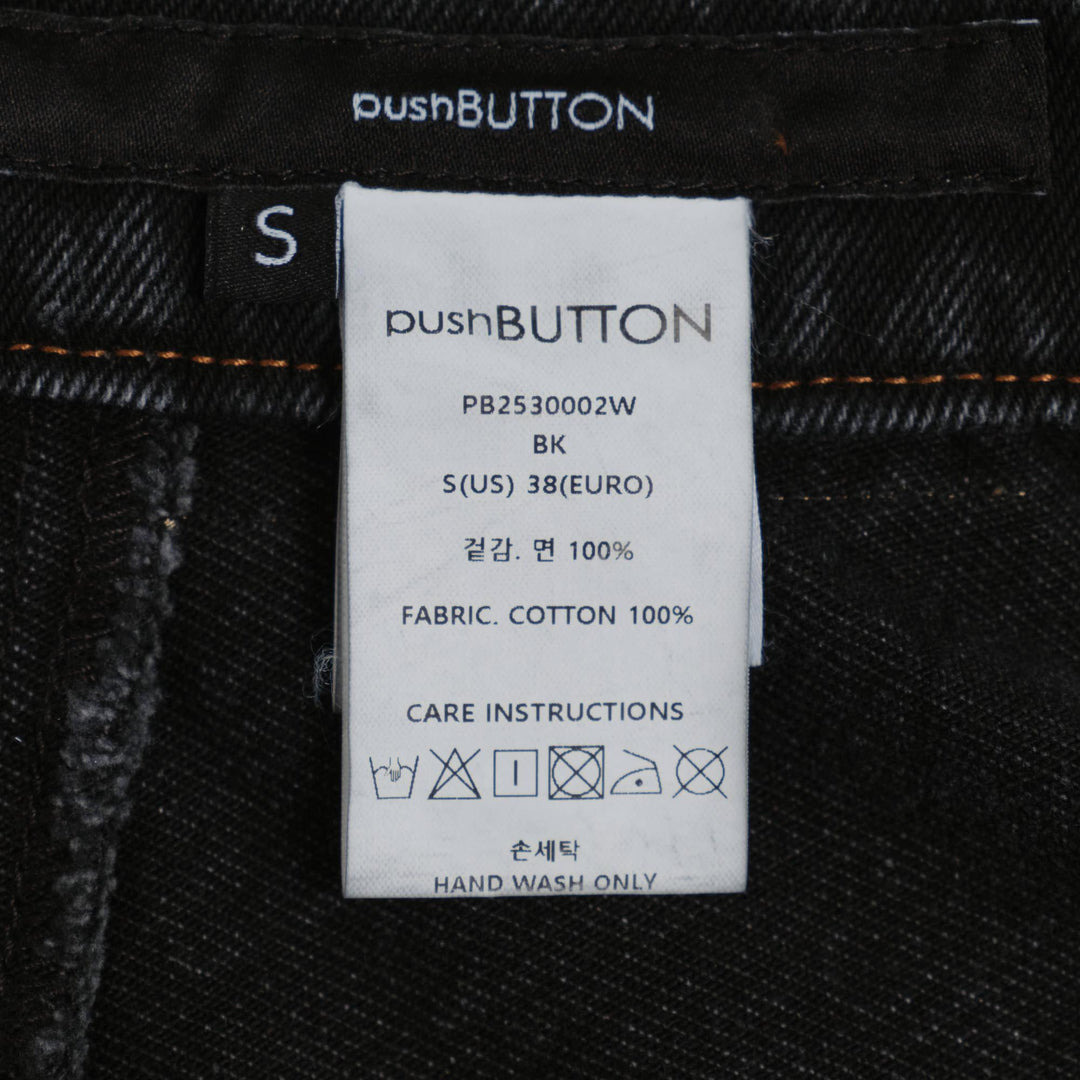 pushBUTTON
S
pushBUTTON
PB2530002W
BK
S(US) 38(EURO)
겉감. 면 100%
FABRIC. COTTON 100%
CARE INSTRUCTIONS
손세탁
HAND WASH ONLY